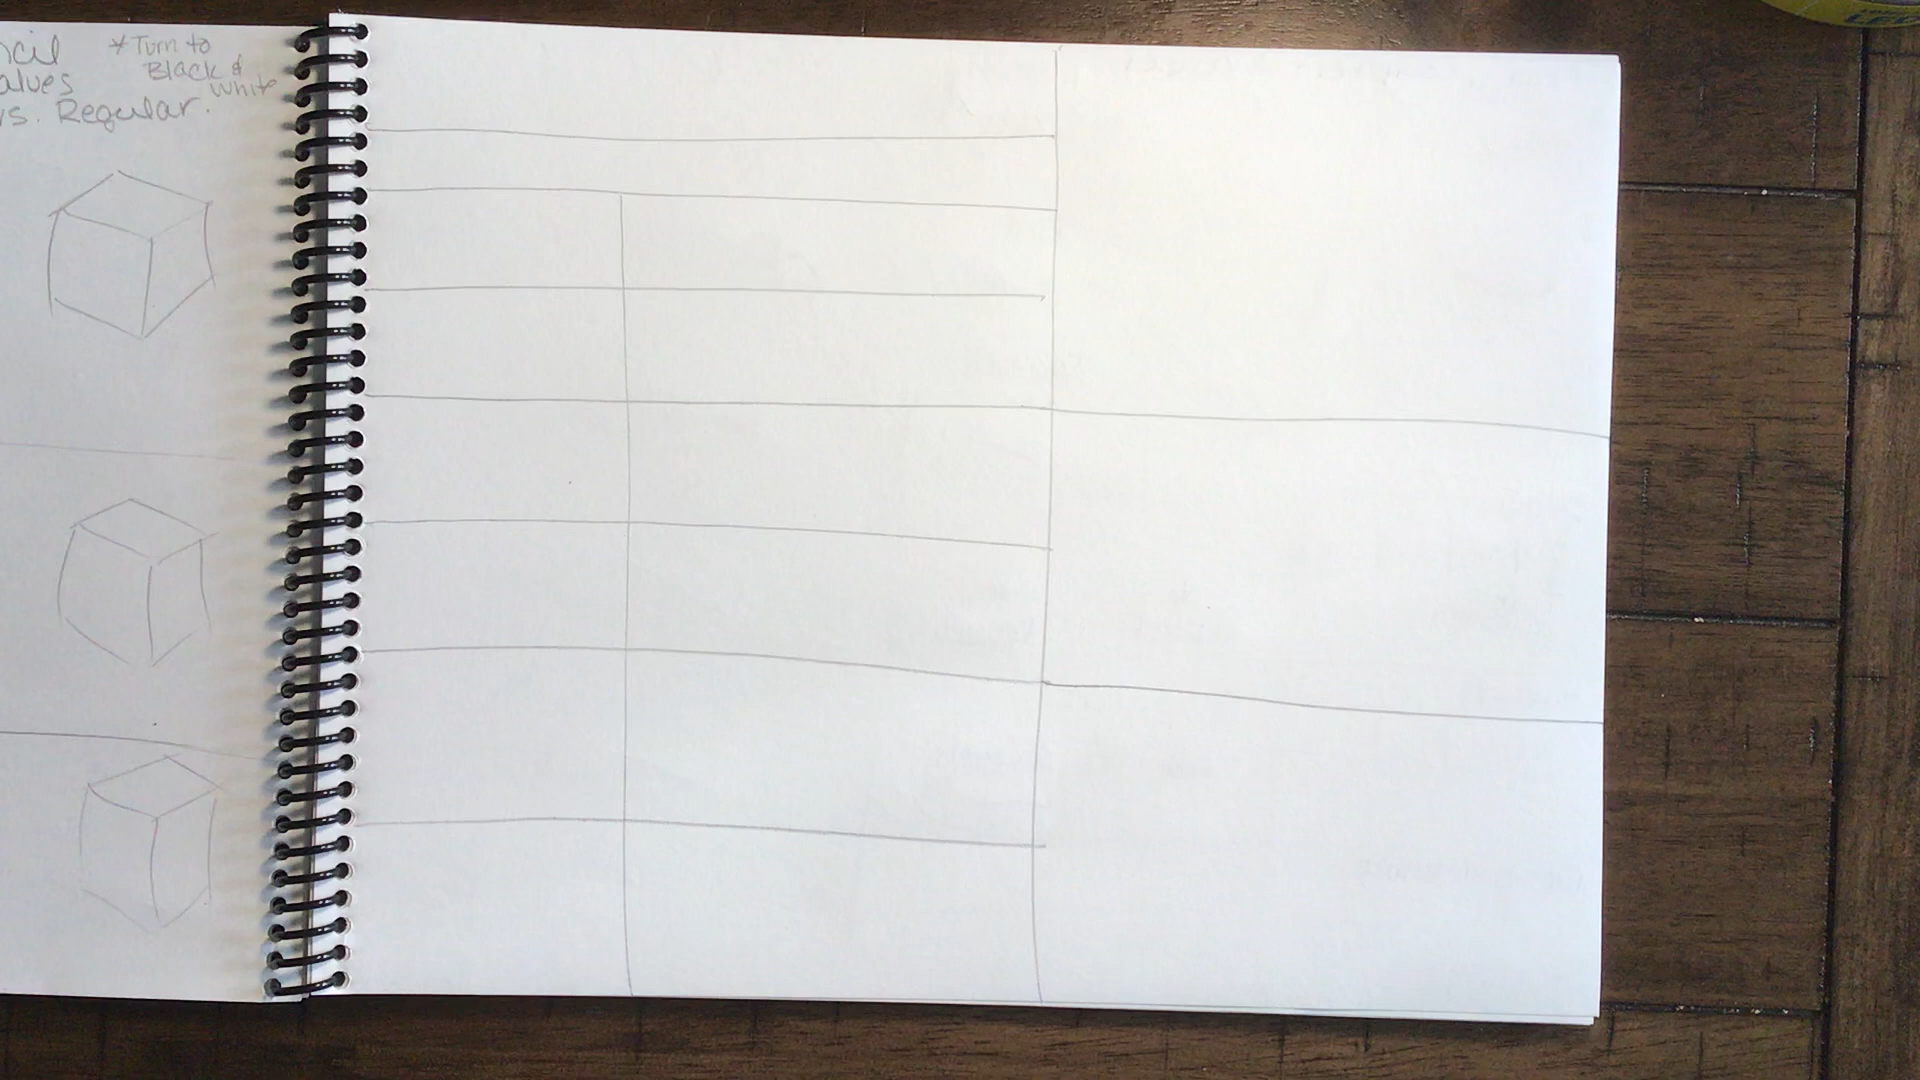 ncil
alues
vs. Regular.
* Turn to
Black &
White